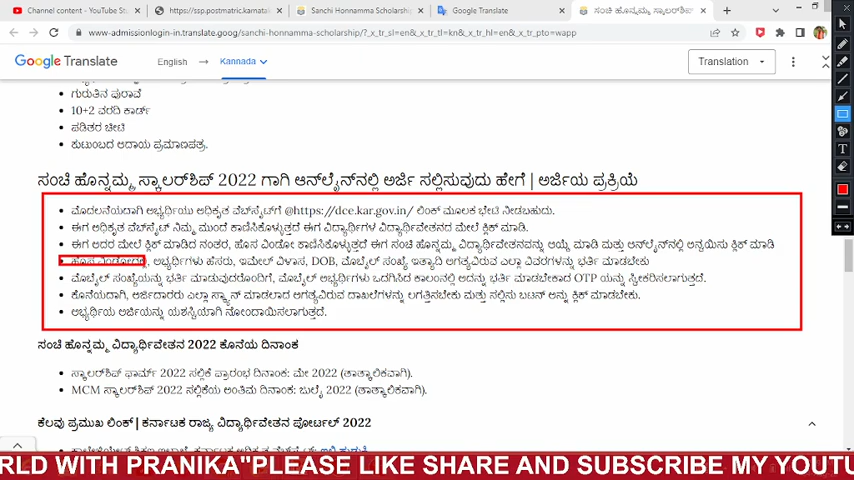 Channel content - YouTube Stud
https://ssp.postmatric.karnatak
Sanchi Honnamma Scholarship
Google Translate
ಸಂಚಿ ಹೊನ್ನಮ್ಮ ಸ್ಕಾಲರ್‌ಶಿಪ್
www-admissionlogin-in.translate.goog/sanchi-honnamma-scholarship/?_x_tr_sl=en&_x_tr_tl=kn&_x_tr_hl=en&_x_tr_pto=wapp
Google Translate English → Kannada Translation
ಗುರುತಿನ ಪುರಾವೆ
10+2 ವರದಿ ಕಾರ್ಡ್
ಪಡಿತರ ಚೀಟಿ
ಕುಟುಂಬದ ಆದಾಯ ಪ್ರಮಾಣಪತ್ರ.
ಸಂಚಿ ಹೊನ್ನಮ್ಮ ಸ್ಕಾಲರ್‌ಶಿಪ್ 2022 ಗಾಗಿ ಆನ್‌ಲೈನ್‌ನಲ್ಲಿ ಅರ್ಜಿ ಸಲ್ಲಿಸುವುದು ಹೇಗೆ | ಅರ್ಜಿಯ ಪ್ರಕ್ರಿಯೆ
ಮೊದಲನೆಯದಾಗಿ ಅಭ್ಯರ್ಥಿಯು ಅಧಿಕೃತ ವೆಬ್‌ಸೈಟ್‌ಗೆ @https://dce.kar.gov.in/ ಲಿಂಕ್ ಮೂಲಕ ಭೇಟಿ ನೀಡಬಹುದು.
ಈಗ ಅಧಿಕೃತ ವೆಬ್‌ಸೈಟ್ ನಿಮ್ಮ ಮುಂದೆ ಕಾಣಿಸಿಕೊಳ್ಳುತ್ತದೆ ಈಗ ವಿದ್ಯಾರ್ಥಿಗಳ ವಿದ್ಯಾರ್ಥಿವೇತನದ ಮೇಲೆ ಕ್ಲಿಕ್ ಮಾಡಿ.
ಈಗ ಅದರ ಮೇಲೆ ಕ್ಲಿಕ್ ಮಾಡಿದ ನಂತರ, ಹೊಸ ವಿಂಡೋ ಕಾಣಿಸಿಕೊಳ್ಳುತ್ತದೆ ಈಗ ಸಂಚಿ ಹೊನ್ನಮ್ಮ ವಿದ್ಯಾರ್ಥಿವೇತನವನ್ನು ಆಯ್ಕೆ ಮಾಡಿ ಮತ್ತು ಆನ್‌ಲೈನ್‌ನಲ್ಲಿ ಅನ್ವಯಿಸು ಕ್ಲಿಕ್ ಮಾಡಿ
ಹೊಸ ವಿಂಡೋದಲ್ಲಿ, ಅಭ್ಯರ್ಥಿಗಳು ಹೆಸರು, ಇಮೇಲ್ ವಿಳಾಸ, DOB, ಮೊಬೈಲ್ ಸಂಖ್ಯೆ ಇತ್ಯಾದಿ ಅಗತ್ಯವಿರುವ ಎಲ್ಲಾ ವಿವರಗಳನ್ನು ಭರ್ತಿ ಮಾಡಬೇಕು
ಮೊಬೈಲ್ ಸಂಖ್ಯೆಯನ್ನು ಭರ್ತಿ ಮಾಡುವುದರೊಂದಿಗೆ, ಮೊಬೈಲ್ ಅಭ್ಯರ್ಥಿಗಳು ಒದಗಿಸಿದ ಕಾಲಂನಲ್ಲಿ ಅದನ್ನು ಭರ್ತಿ ಮಾಡಬೇಕಾದ OTP ಯನ್ನು ಸ್ವೀಕರಿಸಲಾಗುತ್ತದೆ.
ಕೊನೆಯದಾಗಿ, ಅರ್ಜಿದಾರರು ಎಲ್ಲಾ ಸ್ಕ್ಯಾನ್ ಮಾಡಲಾದ ಅಗತ್ಯವಿರುವ ದಾಖಲೆಗಳನ್ನು ಲಗತ್ತಿಸಬೇಕು ಮತ್ತು ಸಲ್ಲಿಸು ಬಟನ್ ಅನ್ನು ಕ್ಲಿಕ್ ಮಾಡಬೇಕು.
ಅಭ್ಯರ್ಥಿಯ ಅರ್ಜಿಯನ್ನು ಯಶಸ್ವಿಯಾಗಿ ನೋಂದಾಯಿಸಲಾಗುತ್ತದೆ.
ಸಂಚಿ ಹೊನ್ನಮ್ಮ ವಿದ್ಯಾರ್ಥಿವೇತನ 2022 ಕೊನೆಯ ದಿನಾಂಕ
ಸ್ಕಾಲರ್‌ಶಿಪ್ ಫಾರ್ಮ್ 2022 ಸಲ್ಲಿಕೆ ಪ್ರಾರಂಭ ದಿನಾಂಕ: ಮೇ 2022 (ತಾತ್ಕಾಲಿಕವಾಗಿ).
MCM ಸ್ಕಾಲರ್‌ಶಿಪ್ 2022 ಸಲ್ಲಿಕೆಯ ಅಂತಿಮ ದಿನಾಂಕ: ಜುಲೈ 2022 (ತಾತ್ಕಾಲಿಕವಾಗಿ).
ಕೆಲವು ಪ್ರಮುಖ ಲಿಂಕ್ | ಕರ್ನಾಟಕ ರಾಜ್ಯ ವಿದ್ಯಾರ್ಥಿವೇತನ ಪೋರ್ಟಲ್ 2022
RLD WITH PRANIKA"PLEASE LIKE SHARE AND SUBSCRIBE MY YOUTU